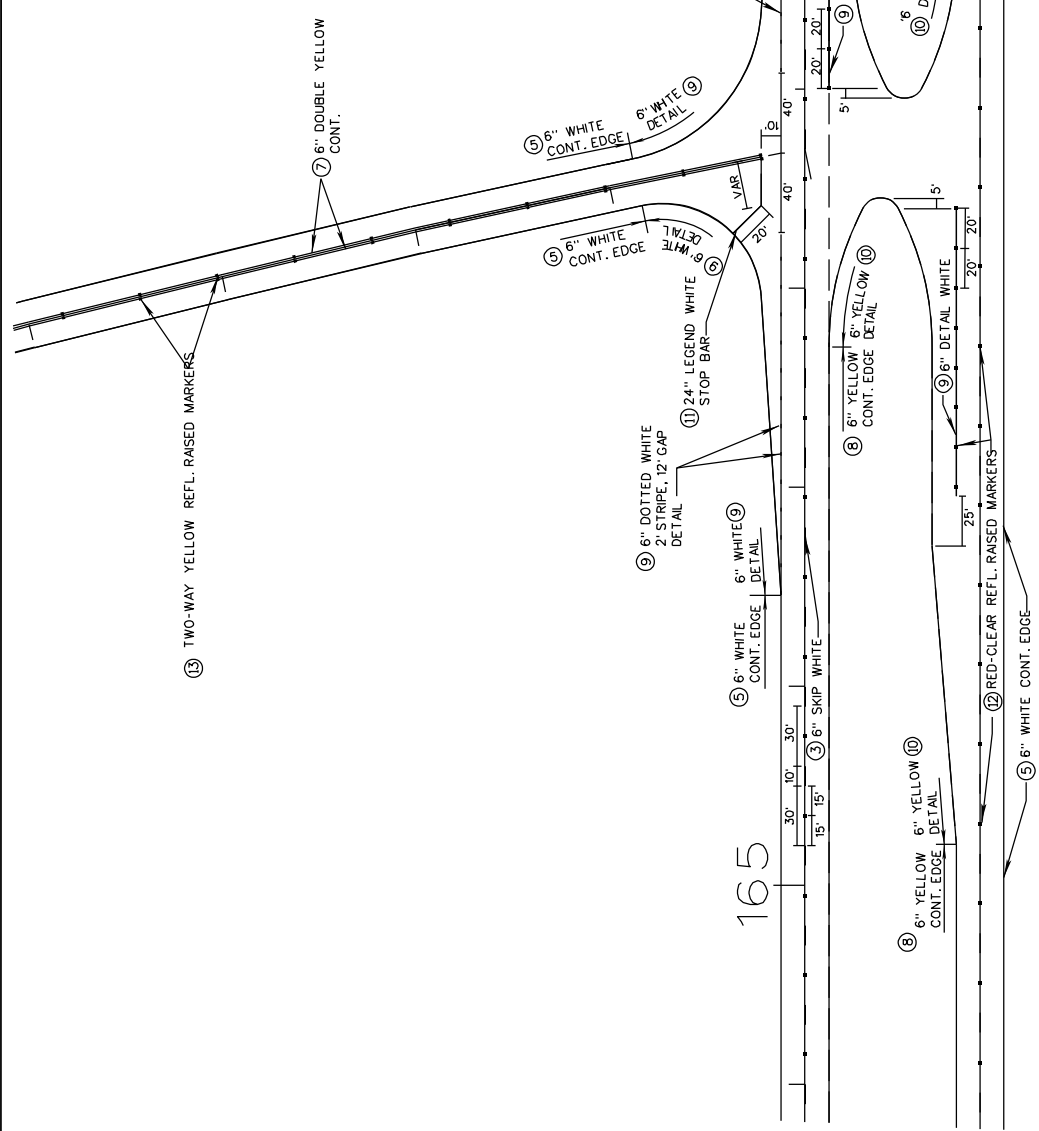 ⑦ 6" DOUBLE YELLOW
CONT.
⑤ 6" WHITE
CONT. EDGE
6" WHITE ⑨
DETAIL
⑤ 6" WHITE
CONT. EDGE
6" WHITE
DETAIL
⑨
⑬ TWO-WAY YELLOW REFL. RAISED MARKERS
⑪ 24" LEGEND WHITE
STOP BAR
⑨ 6" DOTTED WHITE
2' STRIPE, 12' GAP
DETAIL
VAR
20'
10'
40'
40'
20'
20'
⑨
5'
⑩
5'
20'
20'
⑧ 6" YELLOW
CONT. EDGE
6" YELLOW ⑩
DETAIL
⑨ 6" DETAIL WHITE
25'
⑤ 6" WHITE
CONT. EDGE
6" WHITE ⑨
DETAIL
③ 6" SKIP WHITE
30'
10'
30'
15'
15'
165
⑧ 6" YELLOW
CONT. EDGE
6" YELLOW ⑩
DETAIL
⑫ RED-CLEAR REFL. RAISED MARKERS
⑤ 6" WHITE CONT. EDGE